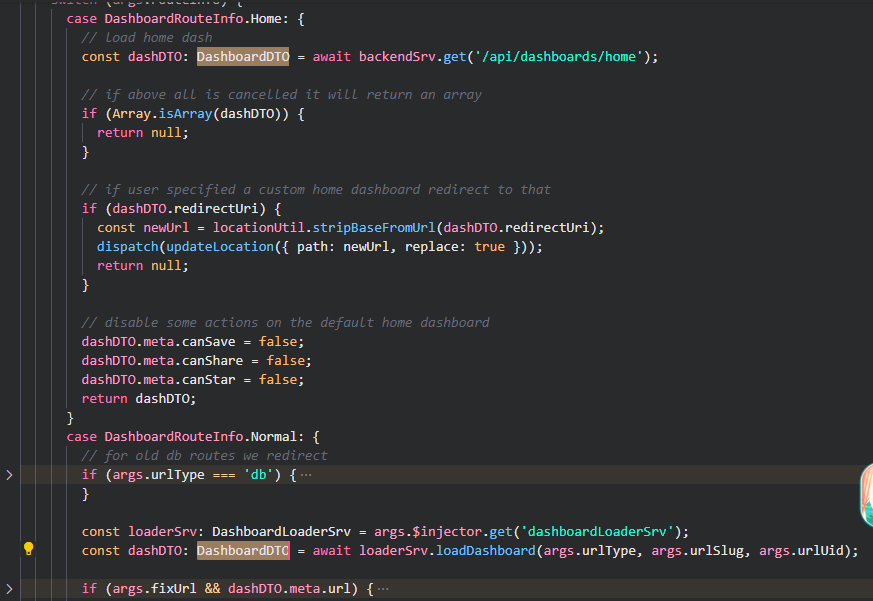 switch (args.routeInfo) {
case DashboardRouteInfo.Home: {
// load home dash
const dashDTO: DashboardDTO = await backendSrv.get('/api/dashboards/home');
// if above all is cancelled it will return an array
if (Array.isArray(dashDTO)) {
return null;
}
// if user specified a custom home dashboard redirect to that
if (dashDTO.redirectUri) {
const newUrl = locationUtil.stripBaseFromUrl(dashDTO.redirectUri);
dispatch(updateLocation({ path: newUrl, replace: true }));
return null;
}
// disable some actions on the default home dashboard
dashDTO.meta.canSave = false;
dashDTO.meta.canShare = false;
dashDTO.meta.canStar = false;
return dashDTO;
}
case DashboardRouteInfo.Normal: {
// for old db routes we redirect
if (args.urlType === 'db') { ···
}
const loaderSrv: DashboardLoaderSrv = args.$injector.get('dashboardLoaderSrv');
const dashDTO: DashboardDTO = await loaderSrv.loadDashboard(args.urlType, args.urlSlug, args.urlUid);
if (args.fixUrl && dashDTO.meta.url) { ···